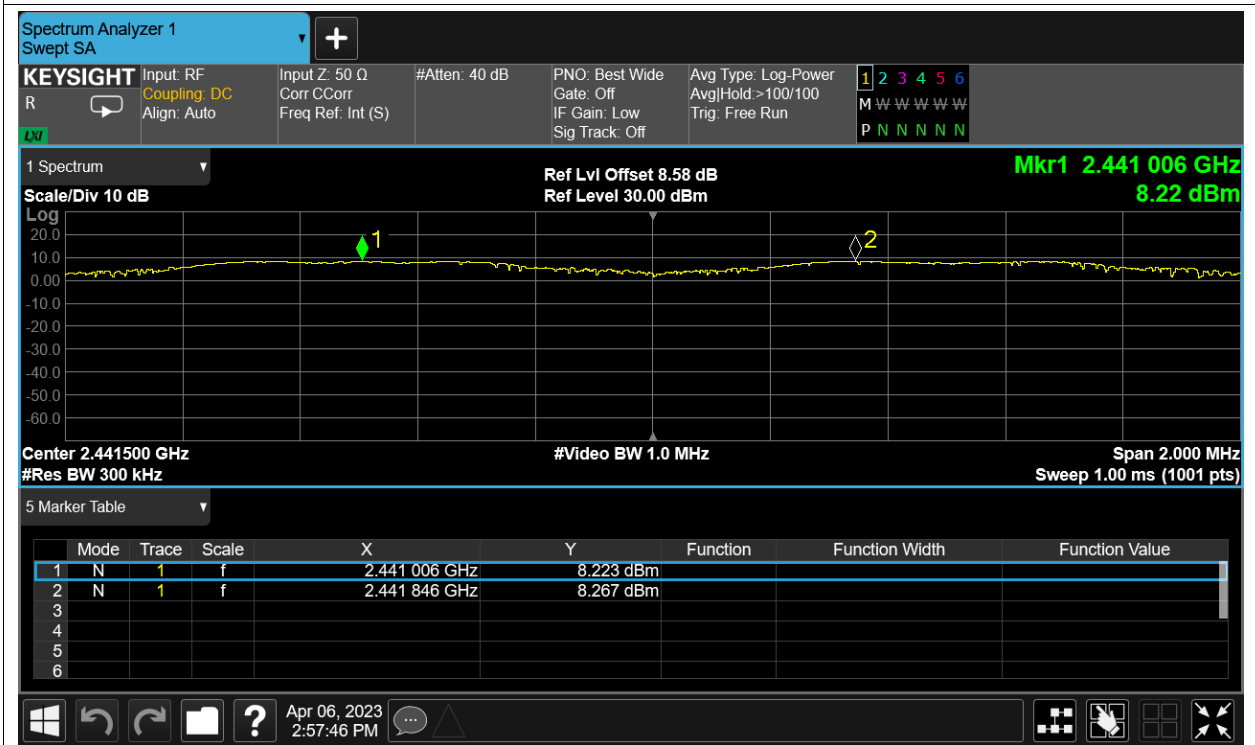 Spectrum Analyzer 1
Swept SA
KEYSIGHT
R
LXI
Input: RF
Coupling: DC
Align: Auto
Input Z: 50 Ω
Corr CCorr
Freq Ref: Int (S)
#Atten: 40 dB
PNO: Best Wide
Gate: Off
IF Gain: Low
Sig Track: Off
Avg Type: Log-Power
Avg|Hold:>100/100
Trig: Free Run
1 2 3 4 5 6
M W W W W W
P N N N N N
1 Spectrum
Scale/Div 10 dB
Ref Lvl Offset 8.58 dB
Ref Level 30.00 dBm
Mkr1 2.441 006 GHz
8.22 dBm
Log
20.0
10.0
0.00
-10.0
-20.0
-30.0
-40.0
-50.0
-60.0
1
2
Center 2.441500 GHz
#Res BW 300 kHz
#Video BW 1.0 MHz
Span 2.000 MHz
Sweep 1.00 ms (1001 pts)
5 Marker Table
Mode Trace Scale X Y Function Function Width Function Value
1 N 1 f 2.441 006 GHz 8.223 dBm
2 N 1 f 2.441 846 GHz 8.267 dBm
3
4
5
6
?
Apr 06, 2023
2:57:46 PM